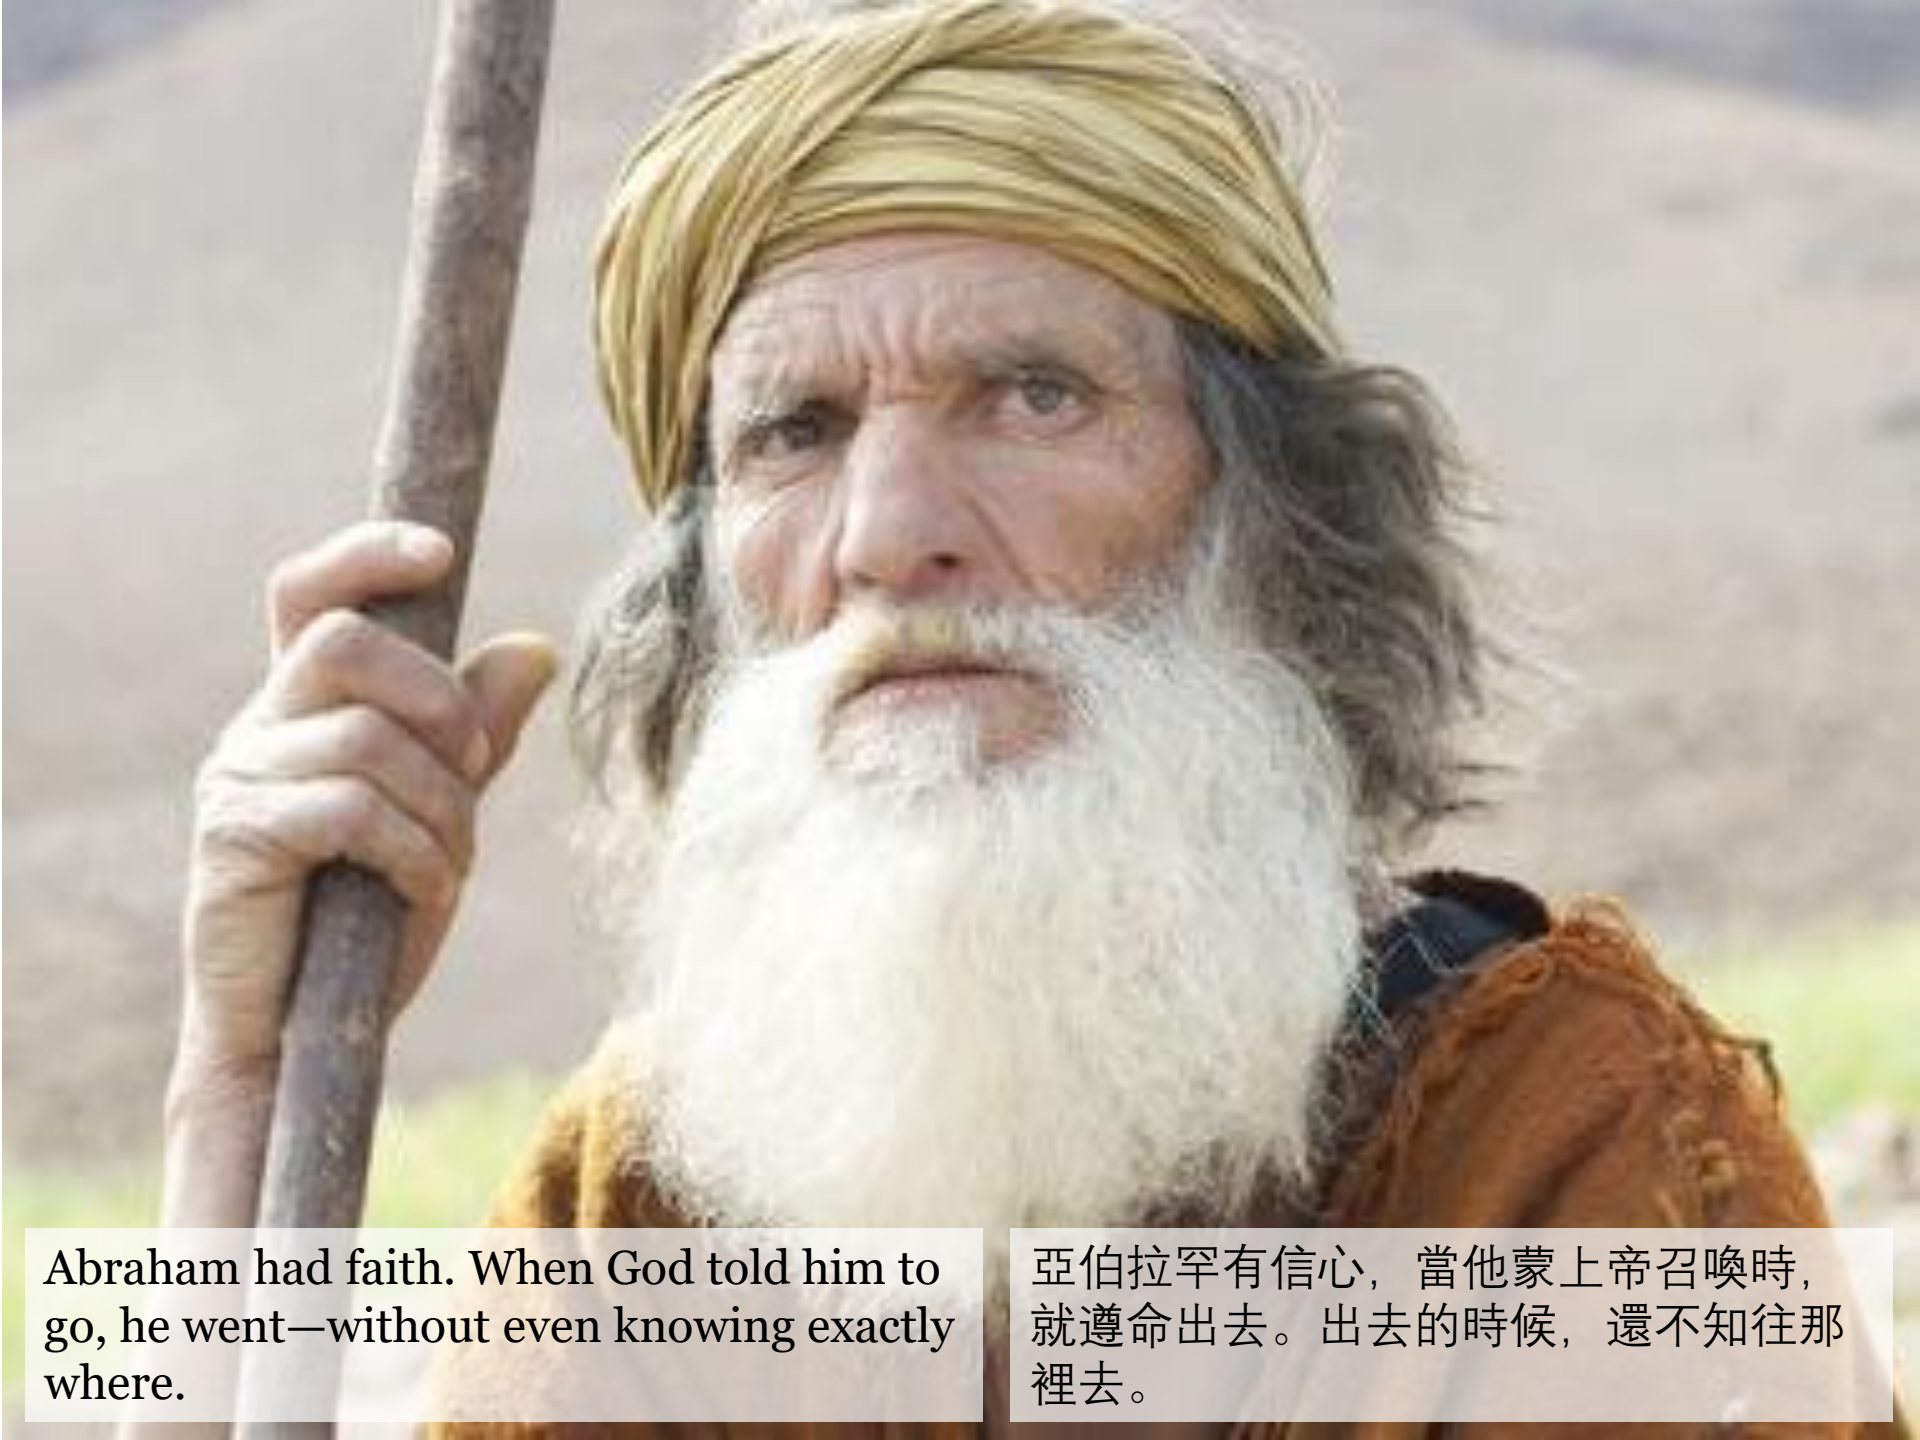 Abraham had faith. When God told him to
go, he went—without even knowing exactly
where.
亞伯拉罕有信心，當他蒙上帝召喚時，
就遵命出去。出去的時候，還不知往那
裡去。